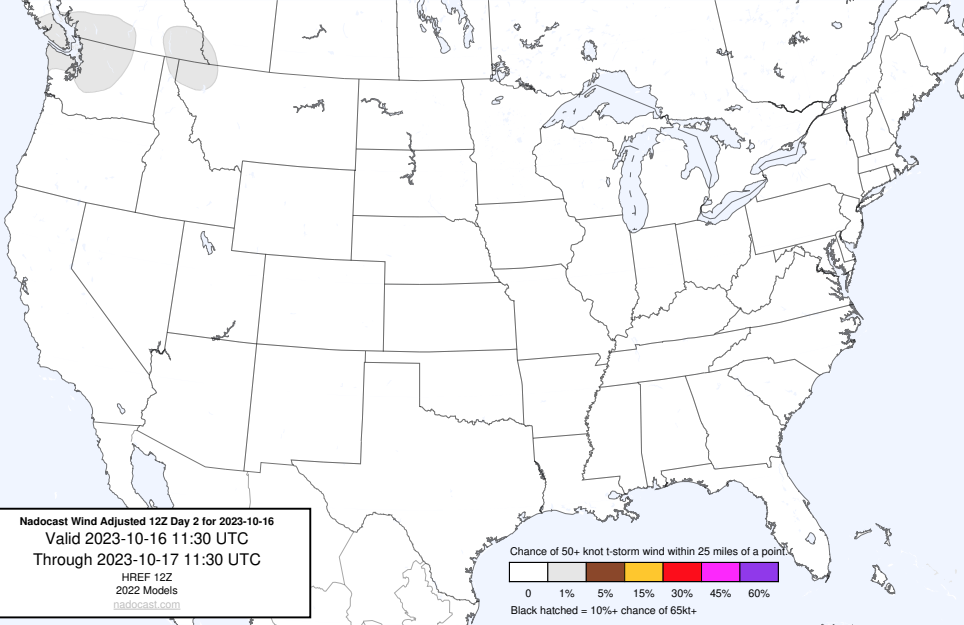 Nadocast Wind Adjusted 12Z Day 2 for 2023-10-16
Valid 2023-10-16 11:30 UTC
Through 2023-10-17 11:30 UTC
HREF 12Z
2022 Models
nadocast.com
Chance of 50+ knot t-storm wind within 25 miles of a point.
0 1% 5% 15% 30% 45% 60%
Black hatched = 10%+ chance of 65kt+